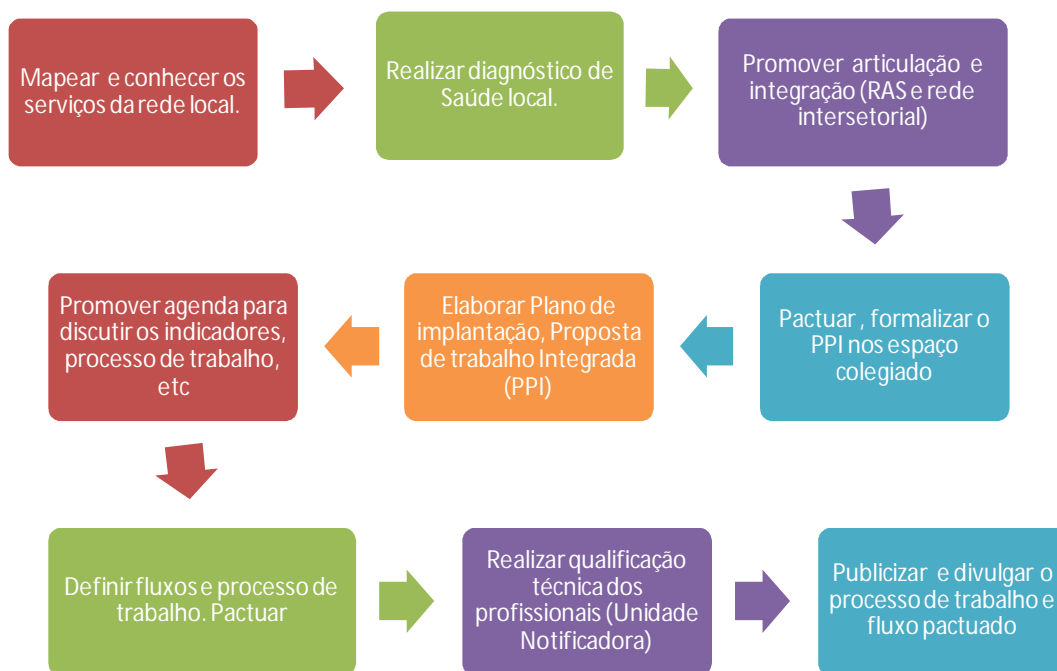 Mapear e conhecer os
serviços da rede local.
Realizar diagnóstico de
Saúde local.
Promover articulação e
integração (RAS e rede
intersetorial)
Pactuar , formalizar o
PPI nos espaço
colegiado
Elaborar Plano de
implantação, Proposta
de trabalho Integrada
(PPI)
Promover agenda para
discutir os indicadores,
processo de trabalho,
etc
Definir fluxos e processo de
trabalho. Pactuar
Realizar qualificação
técnica dos
profissionais (Unidade
Notificadora)
Publicizar e divulgar o
processo de trabalho e
fluxo pactuado